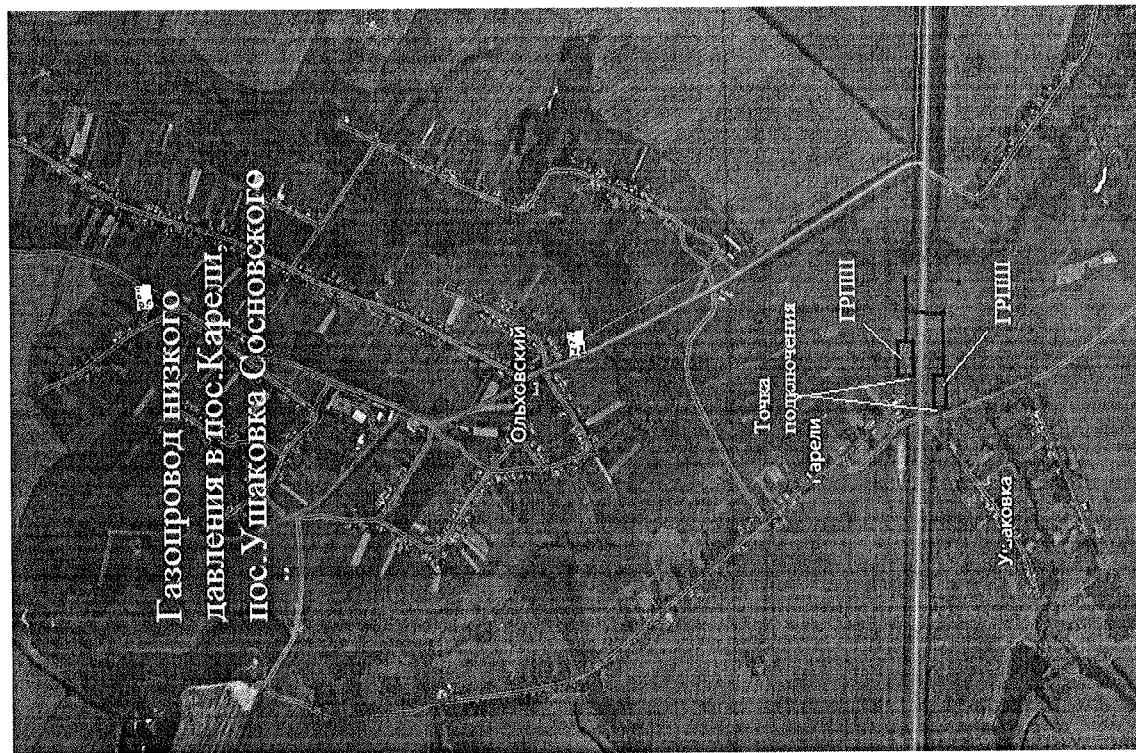 Газопровод низкого
давления в пос.Карели,
пос.Ушаковка Сосновского
Ольховский
Точка
подключения
ГРПШ
ГРПШ
Карели
Ушаковка